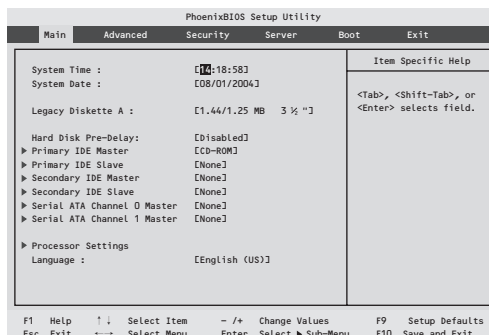 PhoenixBIOS Setup Utility
Main Advanced Security Server Boot Exit
Item Specific Help
System Time : [14:18:58]
System Date : [08/01/2004]
<Tab>, <Shift-Tab>, or
<Enter> selects field.
Legacy Diskette A : [1.44/1.25 MB 3 ½ "]
Hard Disk Pre-Delay: [Disabled]
▶ Primary IDE Master [CD-ROM]
▶ Primary IDE Slave [None]
▶ Secondary IDE Master [None]
▶ Secondary IDE Slave [None]
▶ Serial ATA Channel 0 Master [None]
▶ Serial ATA Channel 1 Master [None]
▶ Processor Settings
Language : [English (US)]
F1 Help ↑↓ Select Item - /+ Change Values F9 Setup Defaults
Esc Exit ←→ Select Menu Enter Select ▶ Sub-Menu F10 Save and Exit